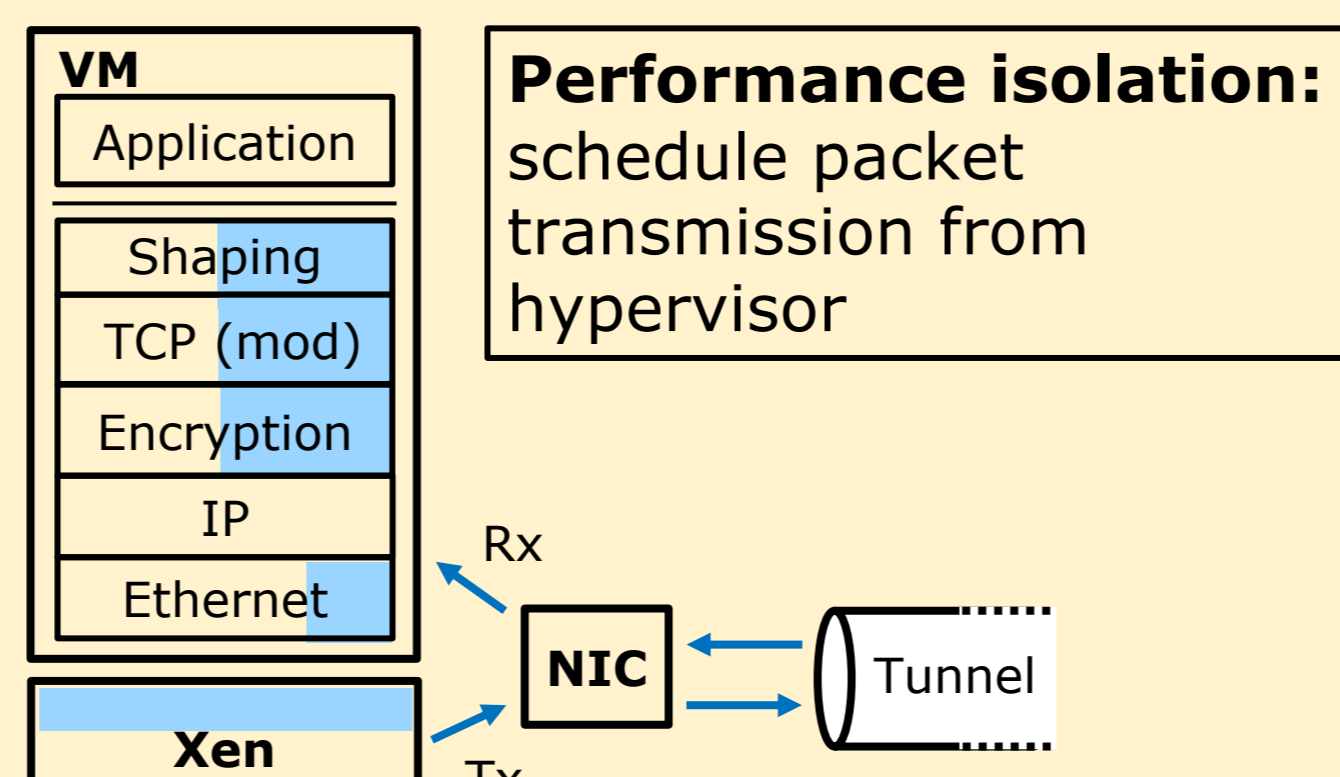 VM
Application
Shaping
TCP (mod)
Encryption
IP
Ethernet
Xen
Performance isolation:
schedule packet
transmission from
hypervisor
Rx
NIC
Tunnel
Tx